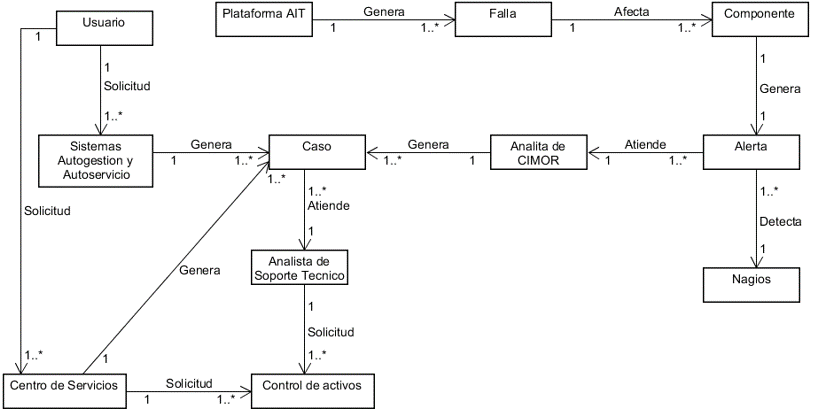 Usuario
Plataforma AIT
Genera
1
1..*
Falla
Afecta
1
1..*
Componente
1
1
Solicitud
1..*
1
Genera
1
Sistemas
Autogestion y
Autoservicio
Genera
1
1..*
Caso
Genera
1..*
1
Analita de
CIMOR
Atiende
1
1..*
Alerta
1..*
1..*
Atiende
1
1..*
Detecta
1
Solicitud
Genera
Analista de
Soporte Tecnico
Nagios
1
Solicitud
1..*
1..*
1
Centro de Servicios
Solicitud
1
1..*
Control de activos